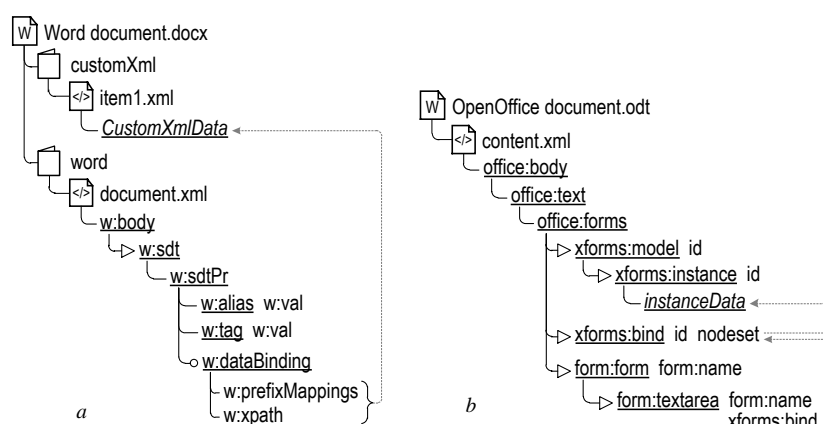 W Word document.docx
customXml
</> item1.xml
CustomXmlData
word
</> document.xml
w:body
w:sdt
w:sdtPr
w:alias w:val
w:tag w:val
w:dataBinding
w:prefixMappings
w:xpath
a
W OpenOffice document.odt
</> content.xml
office:body
office:text
office:forms
xforms:model id
xforms:instance id
instanceData
xforms:bind id nodeset
form:form form:name
form:textarea form:name
xforms:bind
b